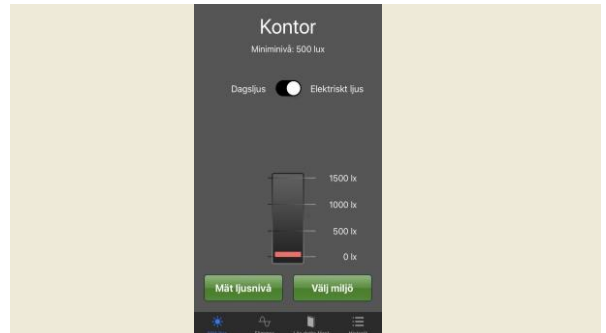 Kontor
Miniminivå: 500 lux
Dagsljus Elektriskt ljus
1500 lx
1000 lx
500 lx
0 lx
Mät ljusnivå Välj miljö